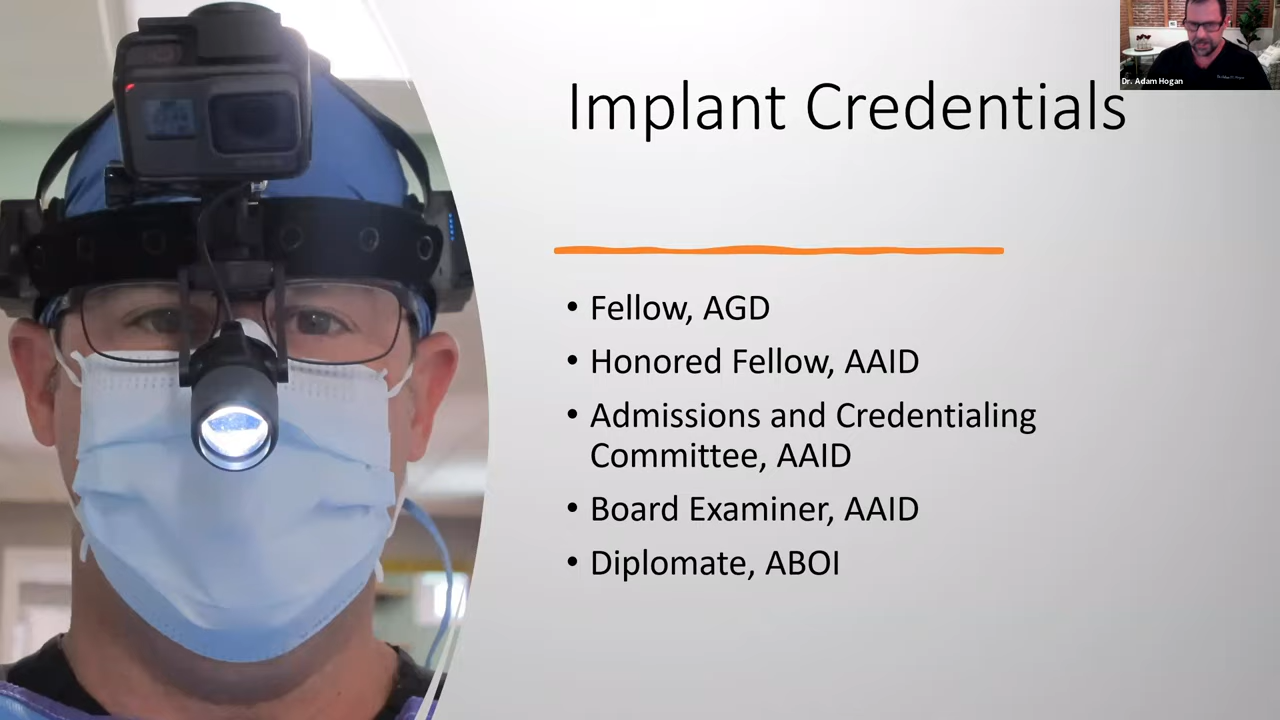 Implant Credentials
Dr. Adam Hogan
• Fellow, AGD
• Honored Fellow, AAID
• Admissions and Credentialing
Committee, AAID
• Board Examiner, AAID
• Diplomate, ABOI